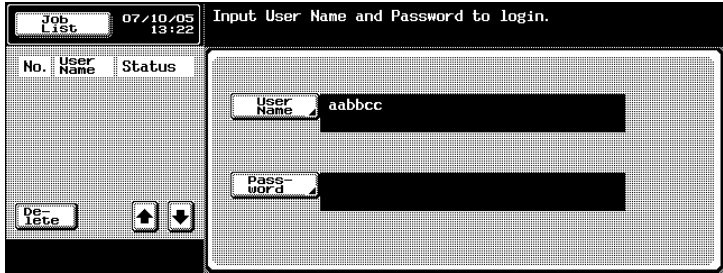 Job
List
07/10/05
13:22
Input User Name and Password to login.
No. User Name Status
User
Name
aabbcc
Pass-
word
De-
lete